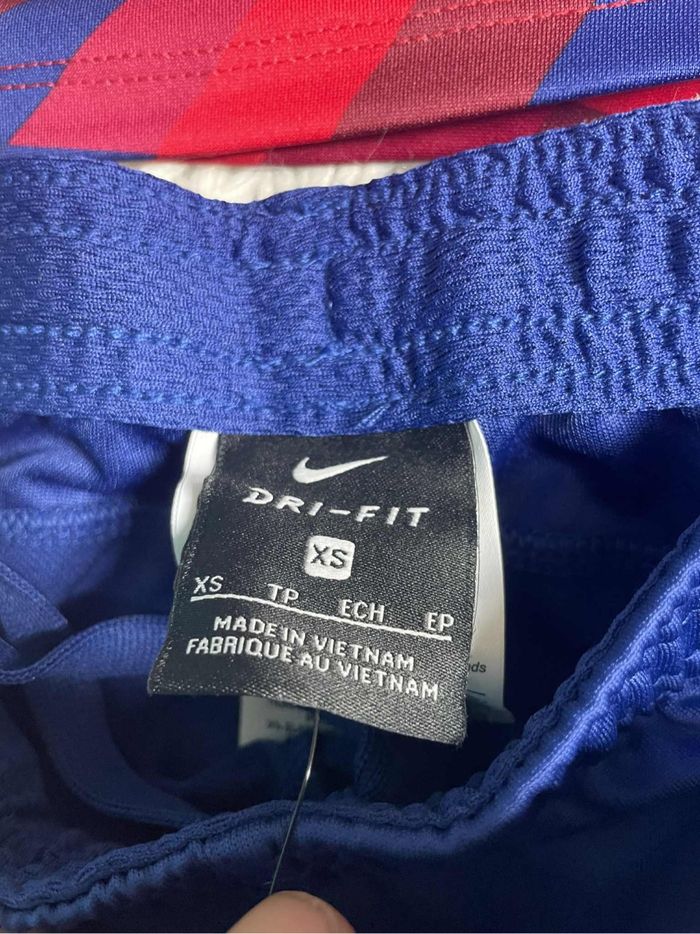 DRI-FIT
XS
XS TP ECH EP
MADE IN VIETNAM
FABRIQUE AU VIETNAM